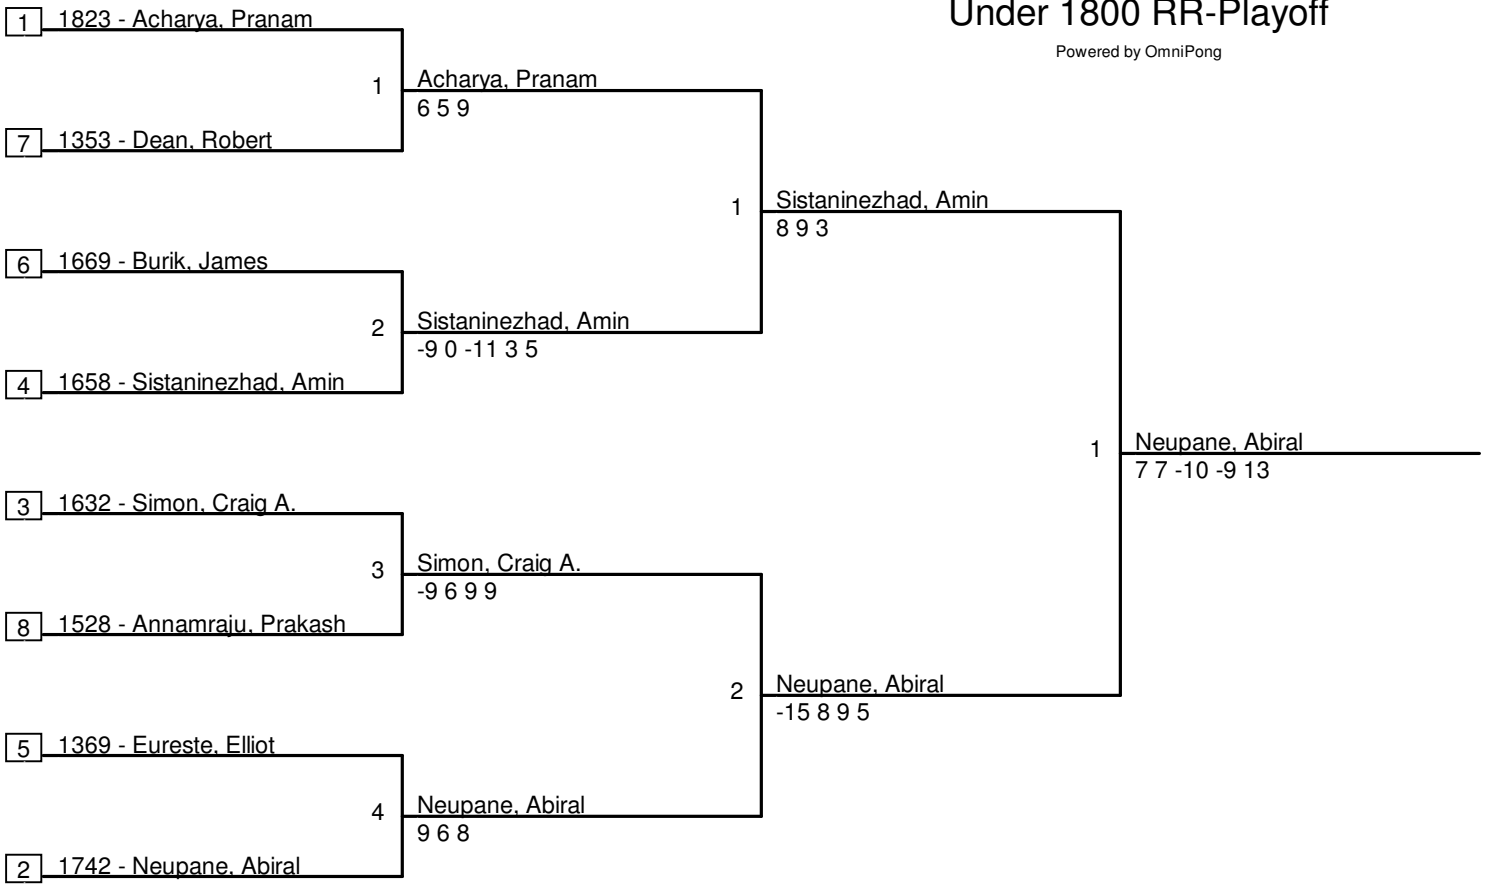 Under 1800 RR-Playoff
Powered by OmniPong
1 1823 - Acharya, Pranam
1 Acharya, Pranam
6 5 9
7 1353 - Dean, Robert
1 Sistaninezhad, Amin
8 9 3
6 1669 - Burik, James
2 Sistaninezhad, Amin
-9 0 -11 3 5
4 1658 - Sistaninezhad, Amin
1 Neupane, Abiral
7 7 -10 -9 13
3 1632 - Simon, Craig A.
3 Simon, Craig A.
-9 6 9 9
8 1528 - Annamraju, Prakash
2 Neupane, Abiral
-15 8 9 5
5 1369 - Eureste, Elliot
4 Neupane, Abiral
9 6 8
2 1742 - Neupane, Abiral